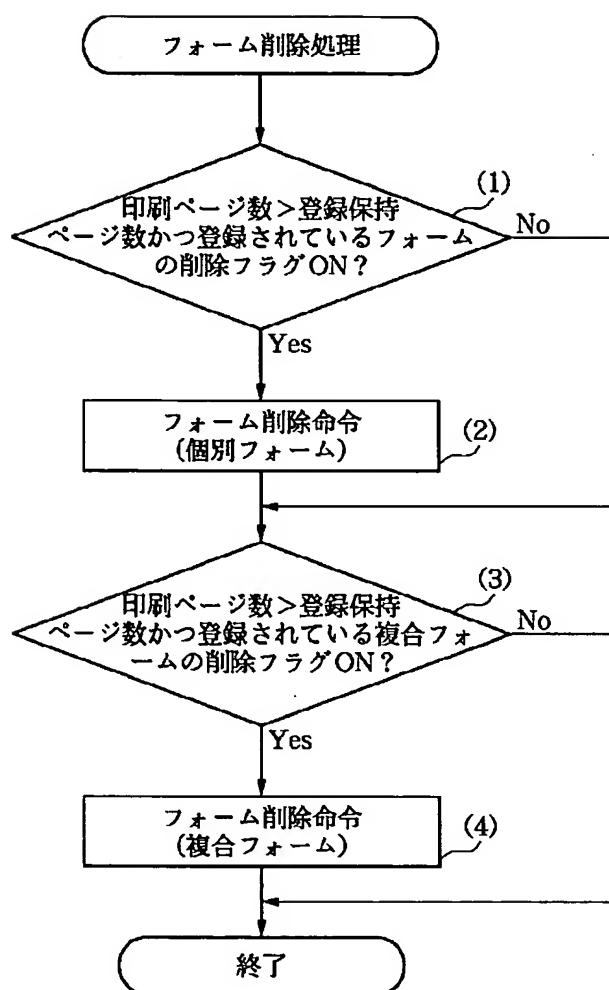 フォーム削除処理
(1)
印刷ページ数>登録保持
ページ数かつ登録されているフォーム
の削除フラグON?
No
Yes
フォーム削除命令
(個別フォーム)
(2)
(3)
印刷ページ数>登録保持
ページ数かつ登録されている複合フォ
ームの削除フラグON?
No
Yes
フォーム削除命令
(複合フォーム)
(4)
終了